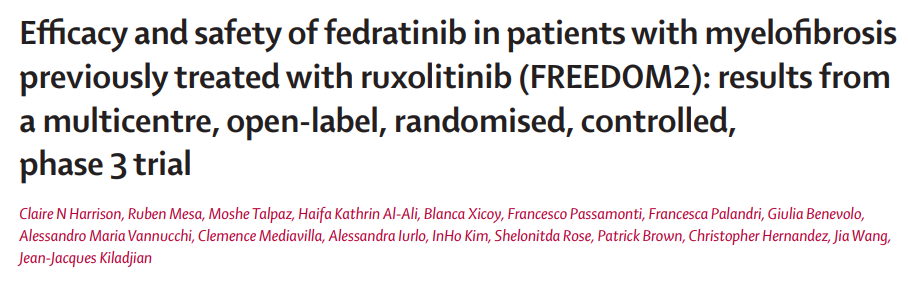 Efficacy and safety of fedratinib in patients with myelofibrosis
previously treated with ruxolitinib (FREEDOM2): results from
a multicentre, open-label, randomised, controlled,
phase 3 trial
Claire N Harrison, Ruben Mesa, Moshe Talpaz, Haifa Kathrin Al-Ali, Blanca Xicoy, Francesco Passamonti, Francesca Palandri, Giulia Benevolo,
Alessandro Maria Vannucchi, Clemence Mediavilla, Alessandra Iurlo, InHo Kim, Shelonitda Rose, Patrick Brown, Christopher Hernandez, Jia Wang,
Jean-Jacques Kiladjian